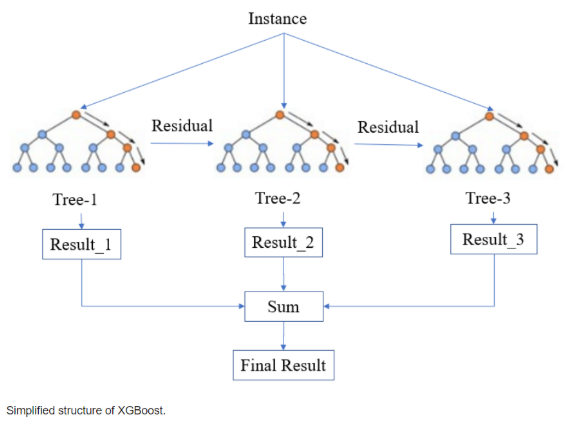 Instance
Residual
Residual
Tree-1
Tree-2
Tree-3
Result_1
Result_2
Result_3
Sum
Final Result
Simplified structure of XGBoost.